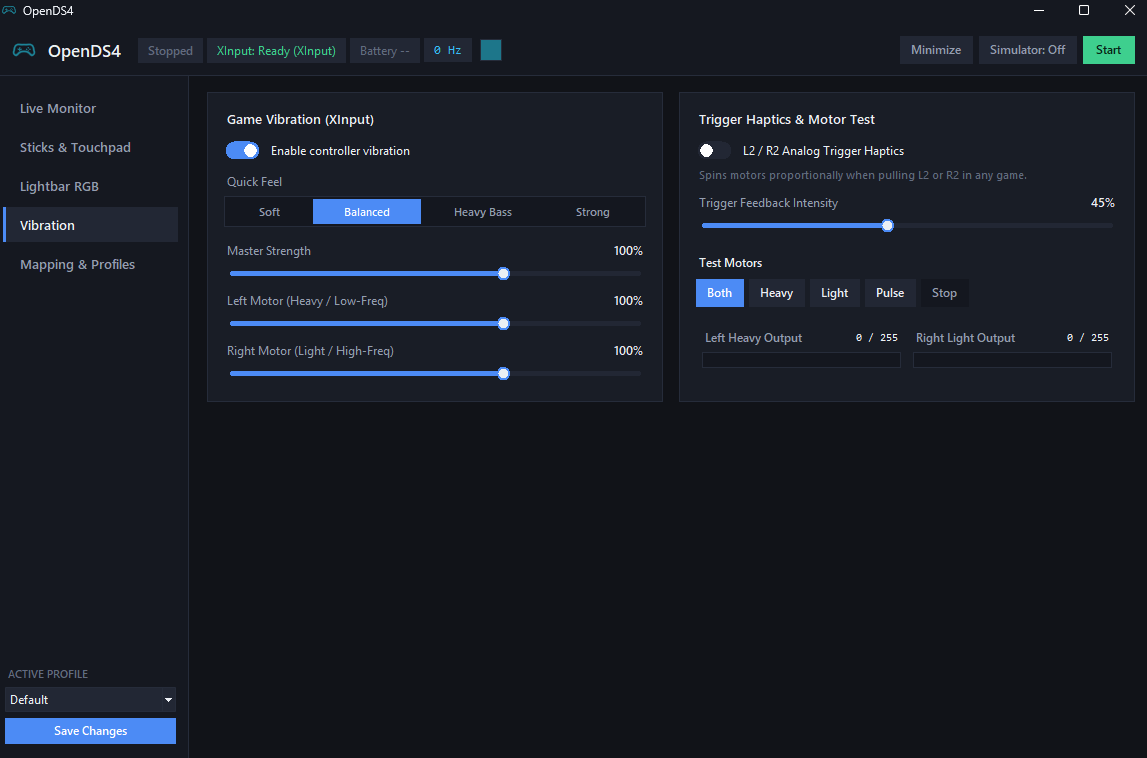 OpenDS4
OpenDS4 Stopped XInput: Ready (XInput) Battery -- 0 Hz Minimize Simulator: Off Start
Live Monitor
Sticks & Touchpad
Lightbar RGB
Vibration
Mapping & Profiles
Game Vibration (XInput)
Enable controller vibration
Quick Feel
Soft Balanced Heavy Bass Strong
Master Strength 100%
Left Motor (Heavy / Low-Freq) 100%
Right Motor (Light / High-Freq) 100%
Trigger Haptics & Motor Test
L2 / R2 Analog Trigger Haptics
Spins motors proportionally when pulling L2 or R2 in any game.
Trigger Feedback Intensity 45%
Test Motors
Both Heavy Light Pulse Stop
Left Heavy Output 0 / 255 Right Light Output 0 / 255
ACTIVE PROFILE
Default
Save Changes